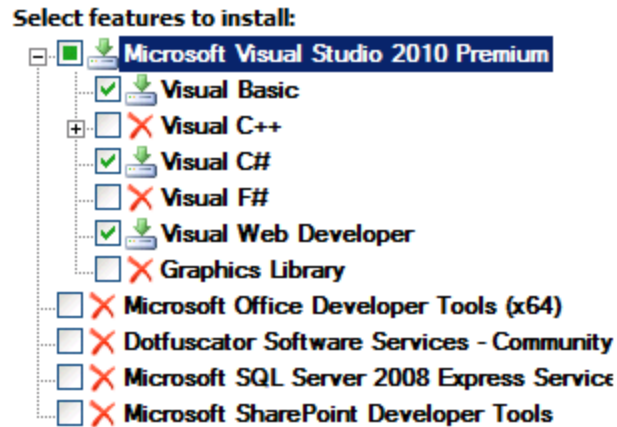 Select features to install:
Microsoft Visual Studio 2010 Premium
Visual Basic
Visual C++
Visual C#
Visual F#
Visual Web Developer
Graphics Library
Microsoft Office Developer Tools (x64)
Dotfuscator Software Services - Community
Microsoft SQL Server 2008 Express Service
Microsoft SharePoint Developer Tools